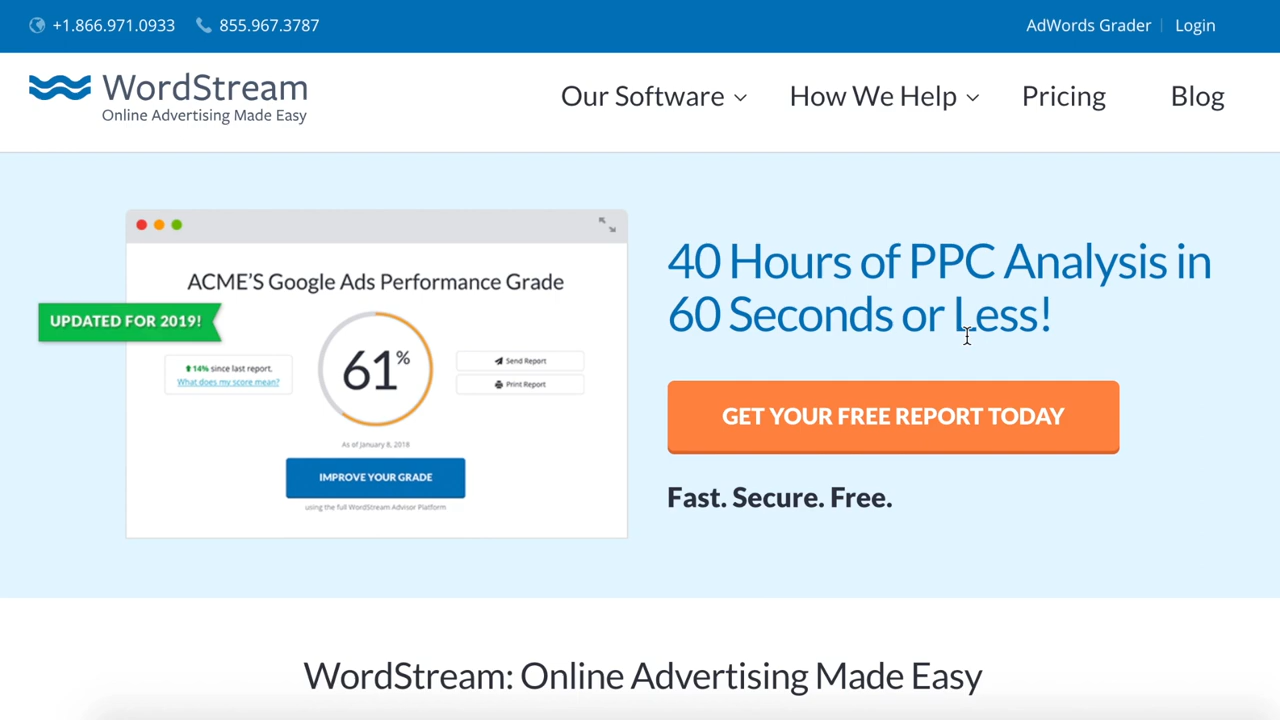 +1.866.971.0933 855.967.3787 AdWords Grader Login
WordStream
Online Advertising Made Easy
Our Software How We Help Pricing Blog
ACME'S Google Ads Performance Grade
UPDATED FOR 2019!
14% since last report.
What does my score mean?
61%
Send Report
Print Report
As of January 8, 2018
IMPROVE YOUR GRADE
using the full WordStream Advisor Platform
40 Hours of PPC Analysis in
60 Seconds or Less!
GET YOUR FREE REPORT TODAY
Fast. Secure. Free.
WordStream: Online Advertising Made Easy